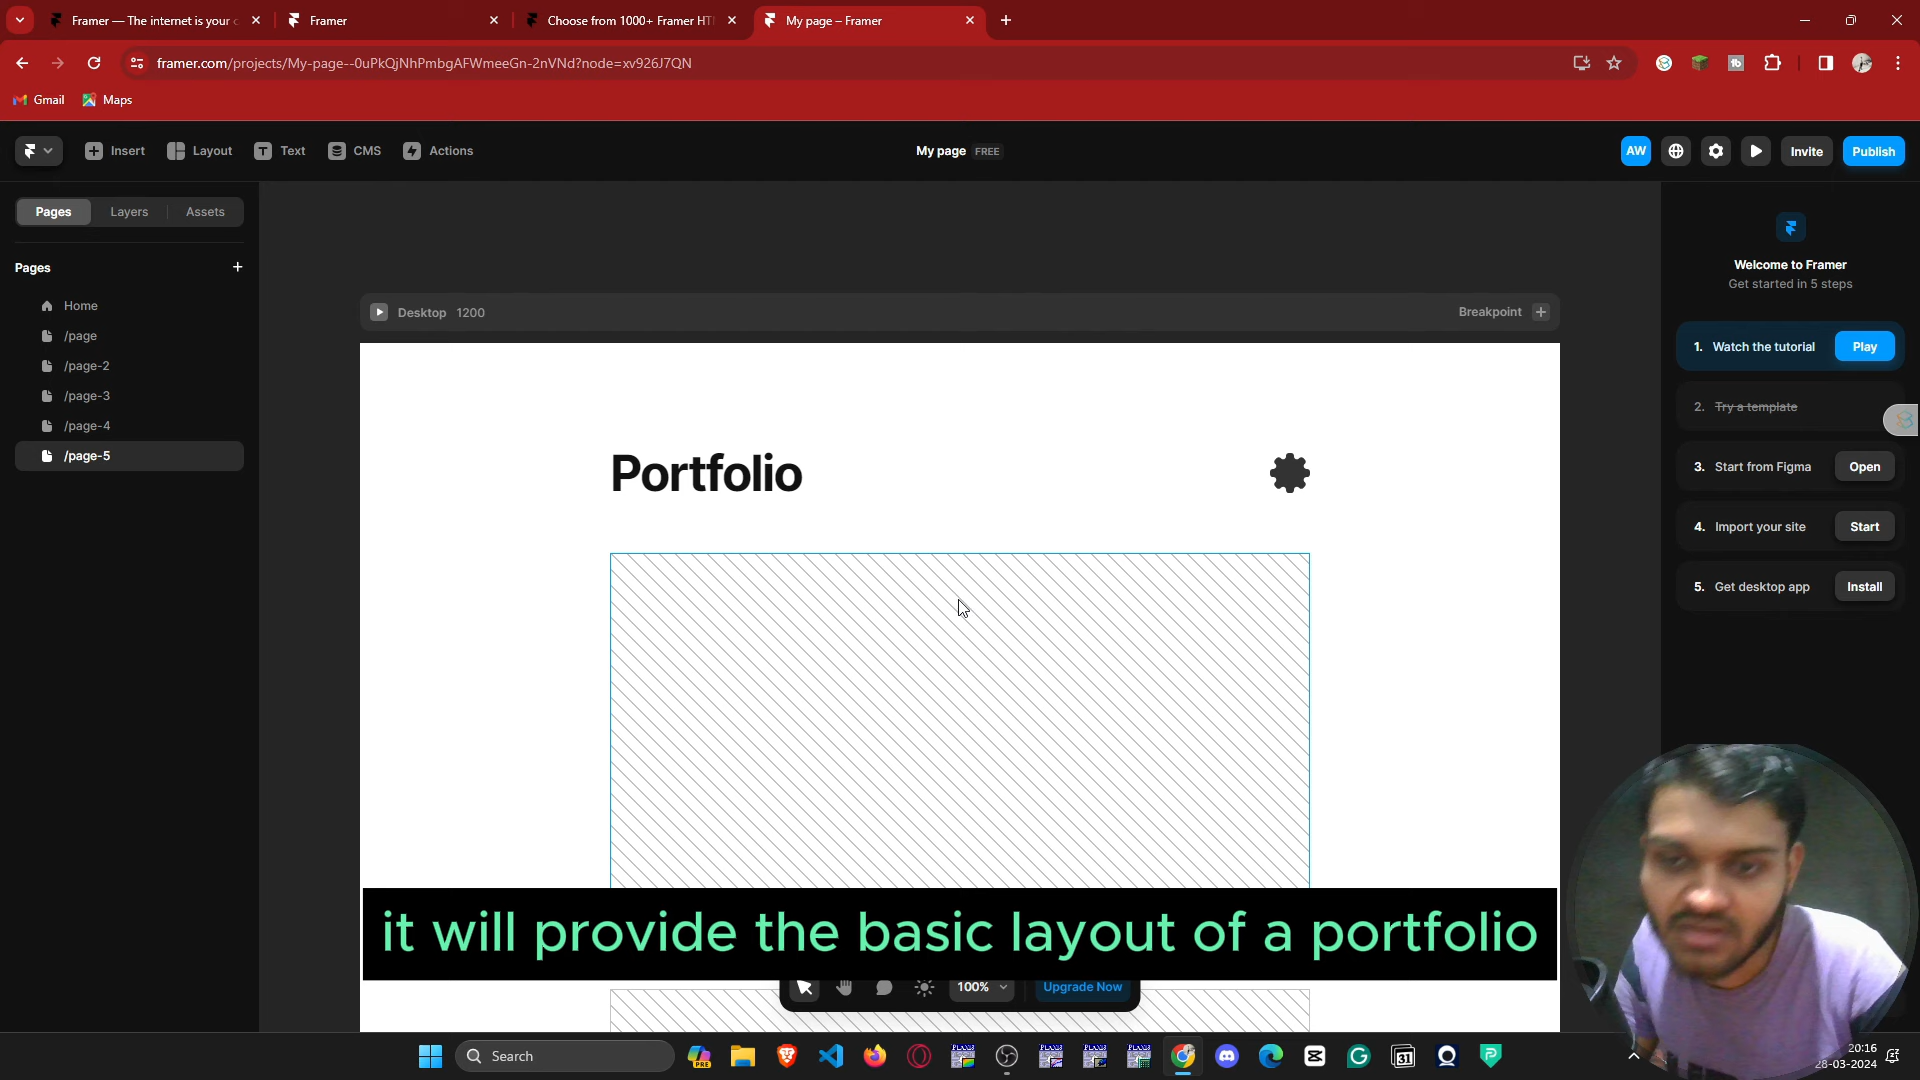 Framer — The internet is your c
Framer
Choose from 1000+ Framer HT
My page – Framer
framer.com/projects/My-page--0uPkQjNhPmbgAFWmeeGn-2nVNd?node=xv926J7QN
Gmail
Maps
Insert
Layout
Text
CMS
Actions
My page FREE
AW
Invite
Publish
Pages
Layers
Assets
Pages
Home
/page
/page-2
/page-3
/page-4
/page-5
Desktop 1200
Breakpoint
Portfolio
Welcome to Framer
Get started in 5 steps
1. Watch the tutorial
Play
2. Try a template
3. Start from Figma
Open
4. Import your site
Start
5. Get desktop app
Install
it will provide the basic layout of a portfolio
100%
Upgrade Now
Search
PRE
31
20:16
28-03-2024